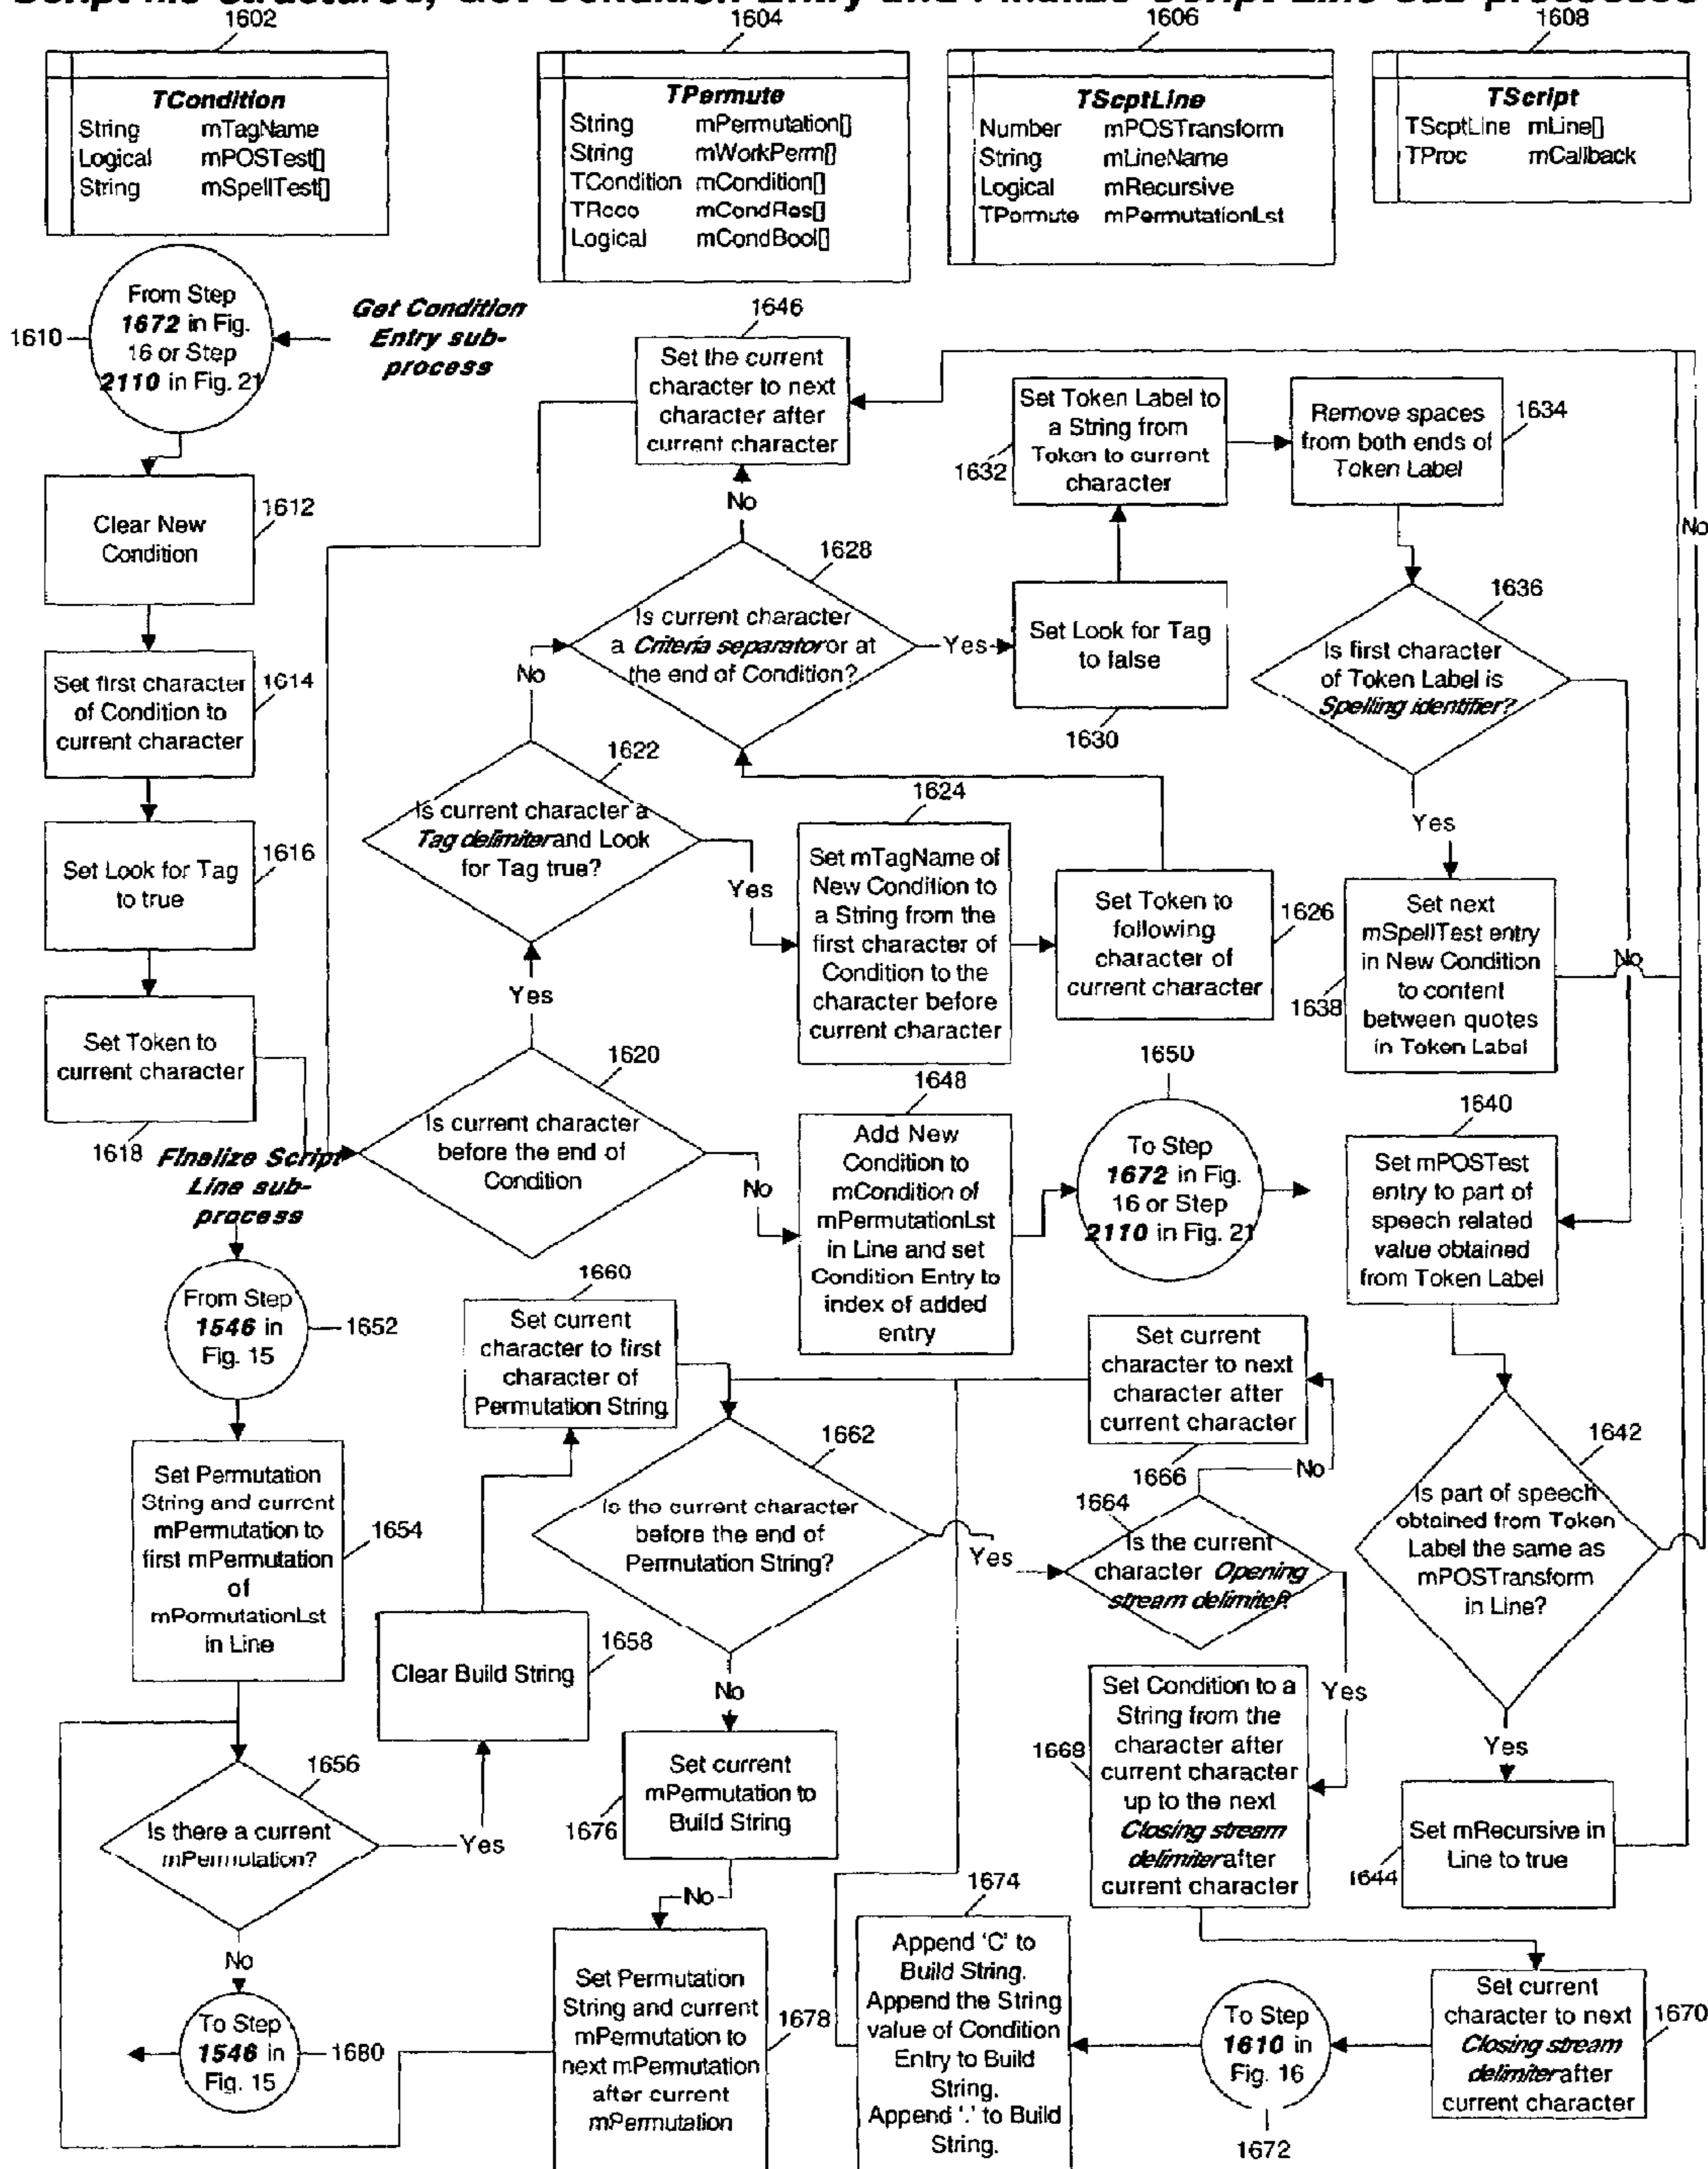 Script file structures, Get Condition Entry and Finalize Script Line sub-processes
1602
TCondition
String mTagName
Logical mPOSTest[]
String mSpellTest[]
1604
TPermute
String mPermutation[]
String mWorkPerm[]
TCondition mCondition[]
TReco mCondRes[]
Logical mCondBool[]
1606
TScptLine
Number mPOSTransform
String mLineName
Logical mRecursive
TPermute mPermutationLst
1608
TScript
TScptLine mLine[]
TProc mCallback
1610
From Step
1672 in Fig.
16 or Step
2110 in Fig. 21
Get Condition
Entry sub-
process
1612
Clear New
Condition
1614
Set first character
of Condition to
current character
1616
Set Look for Tag
to true
Set Token to
current character
1618
1646
Set the current
character to next
character after
current character
No
1628
Is current character
a Criteria separator or at
the end of Condition?
Yes
No
1622
Is current character a
Tag delimiter and Look
for Tag true?
Yes
Yes
1620
Is current character
before the end of
Condition
No
1624
Set mTagName of
New Condition to
a String from the
first character of
Condition to the
character before
current character
1626
Set Token to
following
character of
current character
Set Look for Tag
to false
1630
1632
Set Token Label to
a String from
Token to current
character
1634
Remove spaces
from both ends of
Token Label
1636
Is first character
of Token Label is
Spelling identifier?
Yes
No
No
1638
Set next
mSpellTest entry
in New Condition
to content
between quotes
in Token Label
1640
Set mPOSTest
entry to part of
speech related
value obtained
from Token Label
1642
Is part of speech
obtained from Token
Label the same as
mPOSTransform
in Line?
Yes
1644
Set mRecursive in
Line to true
1648
Add New
Condition to
mCondition of
mPermutationLst
in Line and set
Condition Entry to
index of added
entry
1650
To Step
1672 in Fig.
16 or Step
2110 in Fig. 21
Finalize Script
Line sub-
process
From Step
1546 in
Fig. 15
1652
1654
Set Permutation
String and current
mPermutation to
first mPermutation
of
mPermutationLst
in Line
1656
Is there a current
mPermutation?
Yes
No
To Step
1546 in
Fig. 15
1680
1658
Clear Build String
1660
Set current
character to first
character of
Permutation String
1662
Is the current character
before the end of
Permutation String?
Yes
No
1664
Is the current
character Opening
stream delimiter?
No
Yes
1666
Set current
character to next
character after
current character
1668
Set Condition to a
String from the
character after
current character
up to the next
Closing stream
delimiter after
current character
1670
Set current
character to next
Closing stream
delimiter after
current character
To Step
1610 in
Fig. 16
1672
1674
Append 'C' to
Build String.
Append the String
value of Condition
Entry to Build
String.
Append '.' to Build
String.
1676
Set current
mPermutation to
Build String
No
1678
Set Permutation
String and current
mPermutation to
next mPermutation
after current
mPermutation